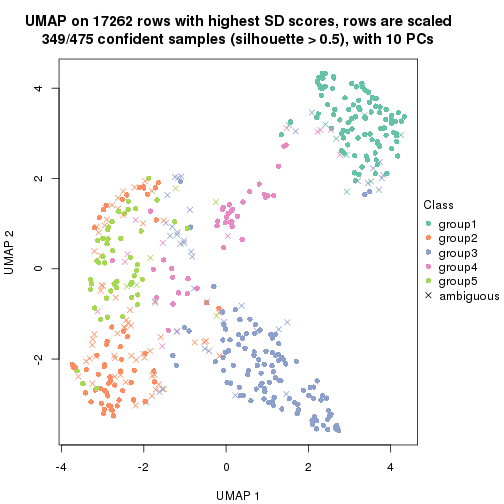 UMAP on 17262 rows with highest SD scores, rows are scaled
349/475 confident samples (silhouette > 0.5), with 10 PCs
4
2
0
-2
UMAP 2
-4
-2
0
2
4
UMAP 1
Class
group1
group2
group3
group4
group5
ambiguous